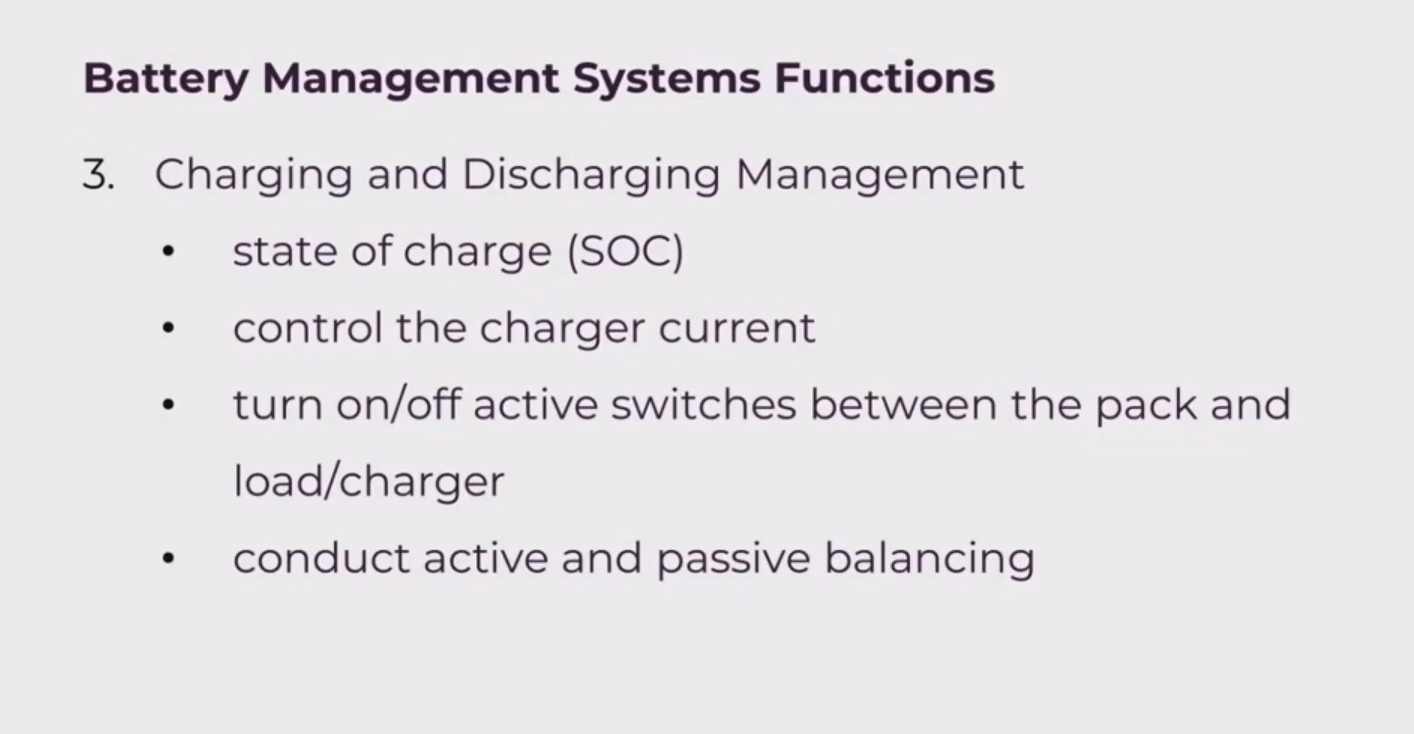 Battery Management Systems Functions
3. Charging and Discharging Management
• state of charge (SOC)
• control the charger current
• turn on/off active switches between the pack and
load/charger
• conduct active and passive balancing